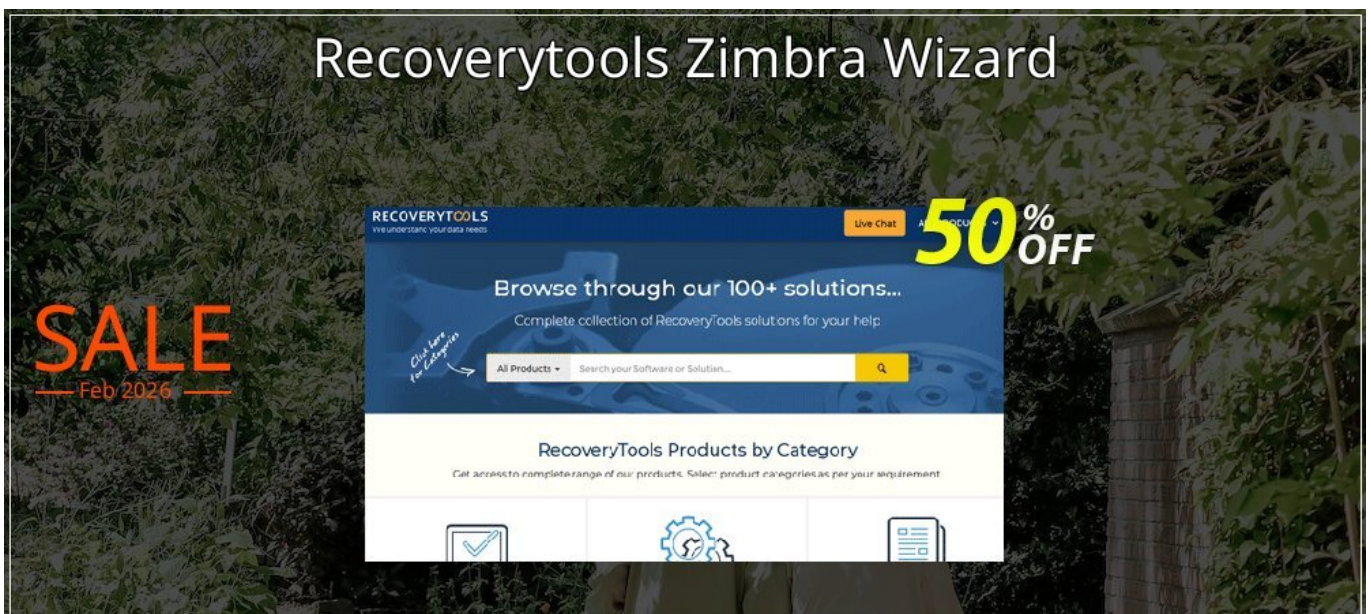 Recoverytools Zimbra Wizard
RECOVERYTOOLS
We understand your data needs
Live Chat
50% OFF
Browse through our 100+ solutions...
Complete collection of RecoveryTools solutions for your help
Click here
for Categories
All Products
Search your Software or Solution...
SALE
Feb 2026
RecoveryTools Products by Category
Get access to complete range of our products. Select product categories as per your requirement